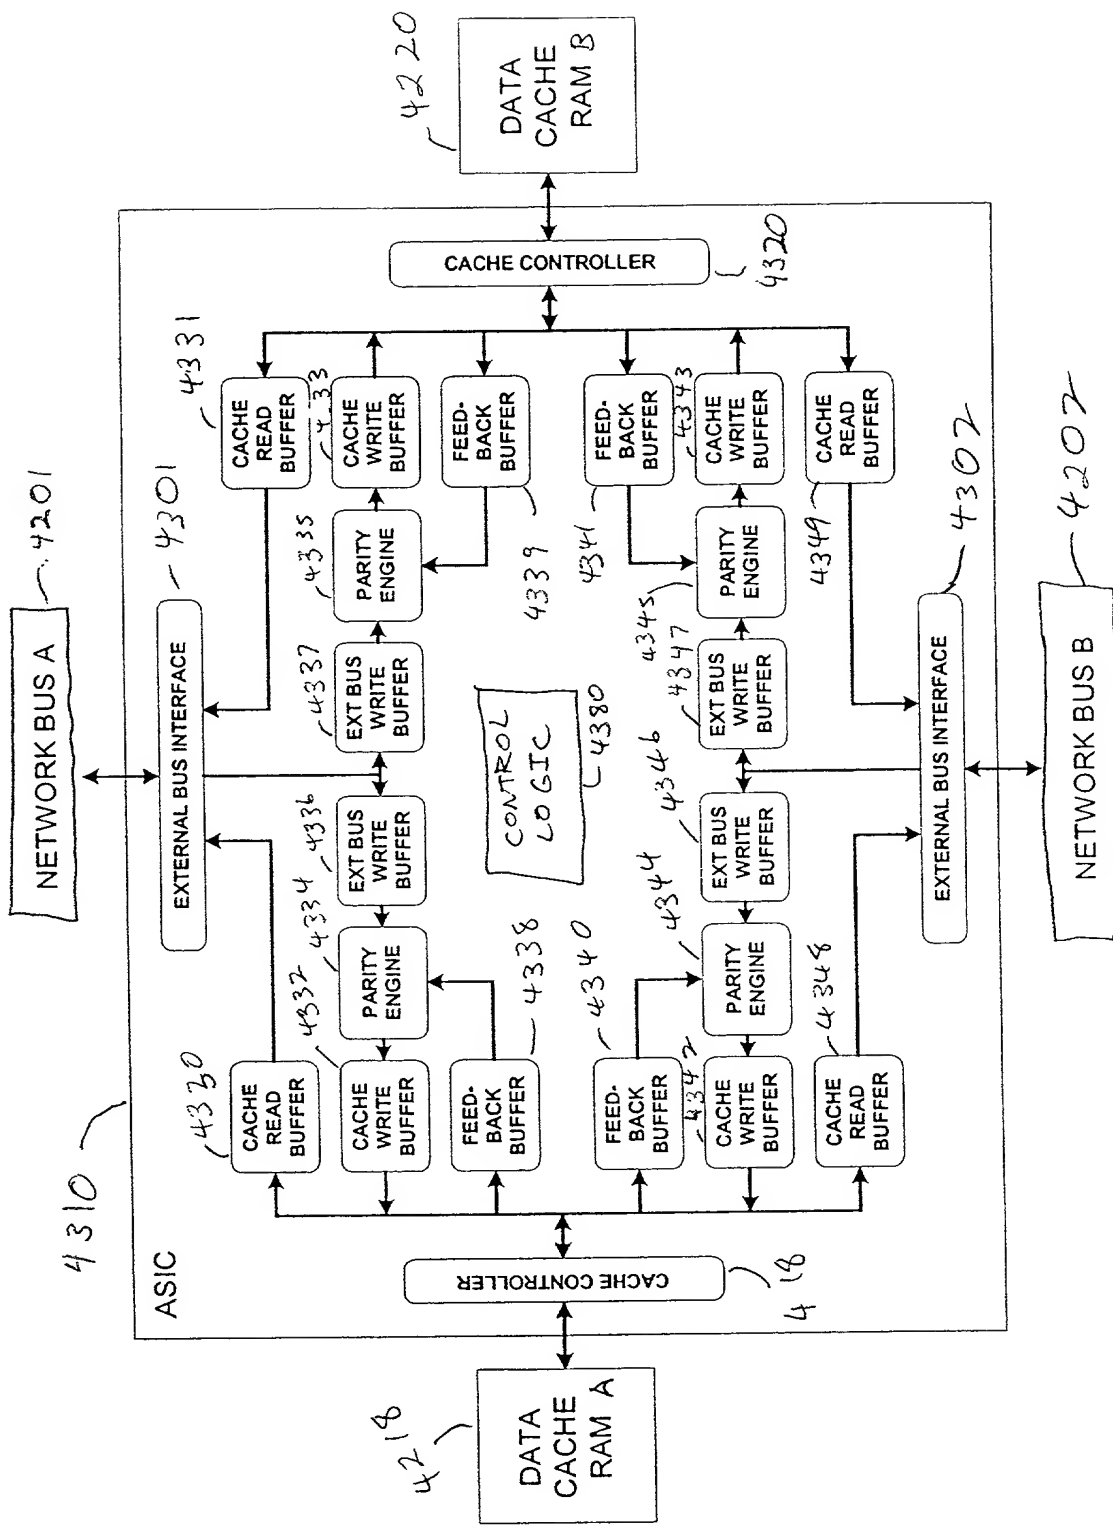 NETWORK BUS A
4201
4310
ASIC
EXTERNAL BUS INTERFACE
4301
4330
CACHE
READ
BUFFER
4331
CACHE
READ
BUFFER
4332
CACHE
WRITE
BUFFER
4334
PARITY
ENGINE
4336
EXT BUS
WRITE
BUFFER
4337
EXT BUS
WRITE
BUFFER
4335
PARITY
ENGINE
4333
CACHE
WRITE
BUFFER
FEED-
BACK
BUFFER
4338
FEED-
BACK
BUFFER
4339
4218
DATA
CACHE
RAM A
CACHE CONTROLLER
4 18
CONTROL
LOGIC
4380
CACHE CONTROLLER
4320
4220
DATA
CACHE
RAM B
FEED-
BACK
BUFFER
4340
FEED-
BACK
BUFFER
4341
4342
CACHE
WRITE
BUFFER
4344
PARITY
ENGINE
4346
EXT BUS
WRITE
BUFFER
4347
EXT BUS
WRITE
BUFFER
4345
PARITY
ENGINE
4343
CACHE
WRITE
BUFFER
CACHE
READ
BUFFER
4348
CACHE
READ
BUFFER
4349
EXTERNAL BUS INTERFACE
4302
NETWORK BUS B
4202